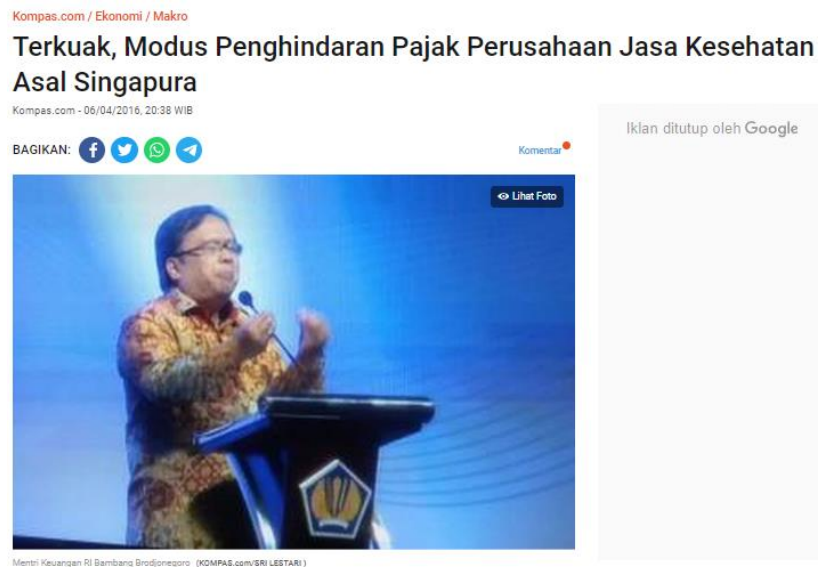 Kompas.com / Ekonomi / Makro
Terkuak, Modus Penghindaran Pajak Perusahaan Jasa Kesehatan
Asal Singapura
Kompas.com - 06/04/2016, 20:38 WIB
Iklan ditutup oleh Google
BAGIKAN:
Komentar
Lihat Foto
Mentri Keuangan RI Bambang Brodjonegoro (KOMPAS.com/SRI LESTARI )